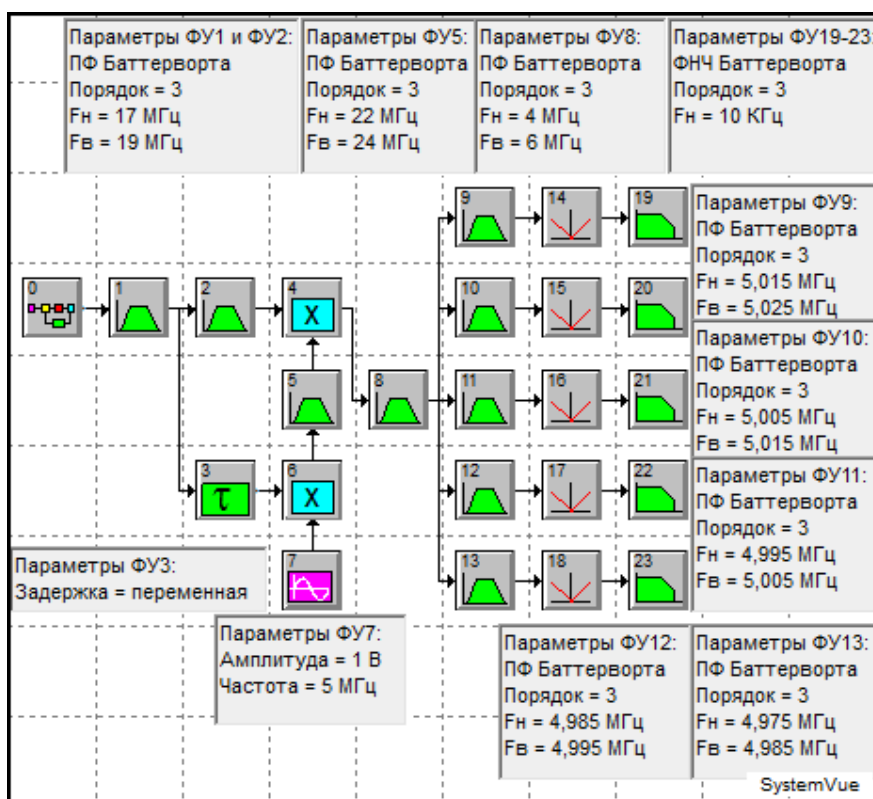 Параметры ФУ1 и ФУ2:
ПФ Баттерворта
Порядок = 3
Fн = 17 МГц
Fв = 19 МГц
Параметры ФУ5:
ПФ Баттерворта
Порядок = 3
Fн = 22 МГц
Fв = 24 МГц
Параметры ФУ8:
ПФ Баттерворта
Порядок = 3
Fн = 4 МГц
Fв = 6 МГц
Параметры ФУ19-23:
ФНЧ Баттерворта
Порядок = 3
Fн = 10 КГц
9
14
19
Параметры ФУ9:
ПФ Баттерворта
Порядок = 3
Fн = 5,015 МГц
Fв = 5,025 МГц
0
1
2
4
X
10
15
20
Параметры ФУ10:
ПФ Баттерворта
Порядок = 3
Fн = 5,005 МГц
Fв = 5,015 МГц
5
8
11
16
21
3
τ
6
X
12
17
22
Параметры ФУ11:
ПФ Баттерворта
Порядок = 3
Fн = 4,995 МГц
Fв = 5,005 МГц
Параметры ФУ3:
Задержка = переменная
7
13
18
23
Параметры ФУ7:
Амплитуда = 1 В
Частота = 5 МГц
Параметры ФУ12:
ПФ Баттерворта
Порядок = 3
Fн = 4,985 МГц
Fв = 4,995 МГц
Параметры ФУ13:
ПФ Баттерворта
Порядок = 3
Fн = 4,975 МГц
Fв = 4,985 МГц
SystemVue